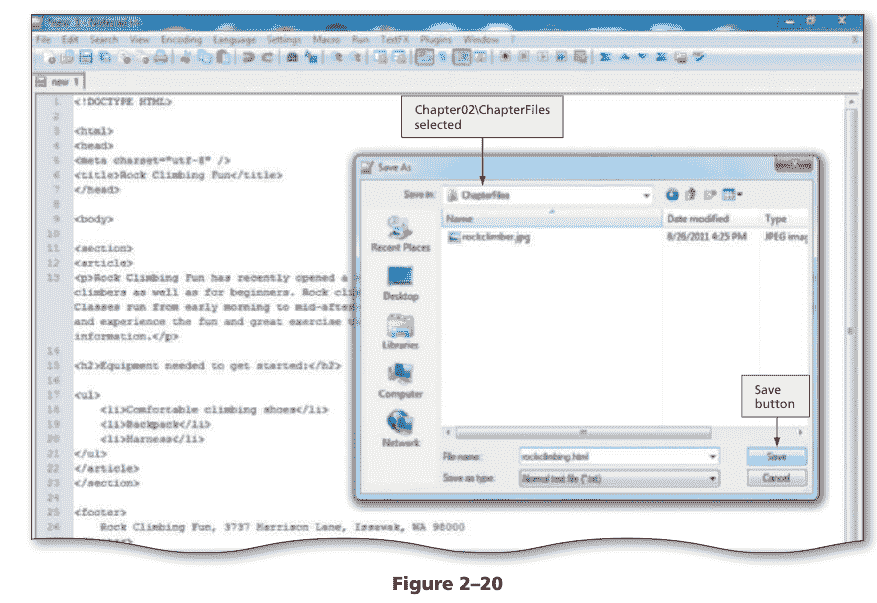 File Edit Search View Encoding Language Settings Macro Run TextFX Plugins Window ?
new 1
1 <!DOCTYPE HTML>
2
3 <html>
4 <head>
5 <meta charset="utf-8" />
6 <title>Rock Climbing Fun</title>
7 </head>
8
9 <body>
10
11 <section>
12 <article>
13 <p>Rock Climbing Fun has recently opened a
climbers as well as for beginners. Rock
Classes run from early morning to
and experience the fun and great exercise
information.</p>
14
15 <h2>Equipment needed to get started:</h2>
16
17 <ul>
18 <li>Comfortable climbing shoes</li>
19 <li>Backpack</li>
20 <li>Harness</li>
21 </ul>
22 </article>
23 </section>
24
25 <footer>
26 Rock Climbing Fun, 3737 Harrison Lane, WA 98000
Chapter02\ChapterFiles
selected
Save As
Save in: ChapterFiles
Name Date modified Type
rockclimber.jpg 8/26/2011 4:25 PM JPEG imag
Recent Places
Desktop
Libraries
Computer
Network
Save
button
File name: rockclimbing.html Save
Save as type: Normal text file (*.txt) Cancel
Figure 2–20